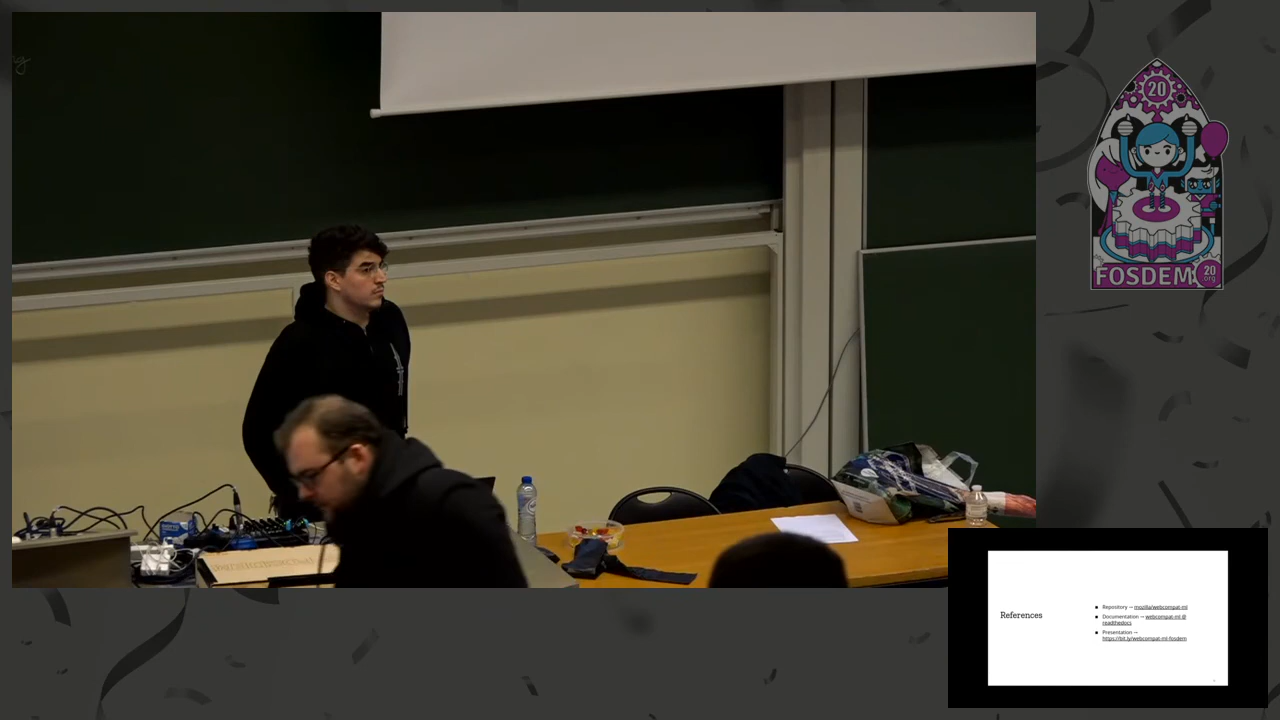 20
FOSDEM
20
org
References
Repository → mozilla/webcompat-ml
Documentation → webcompat-ml @
readthedocs
Presentation →
https://bit.ly/webcompat-ml-fosdem